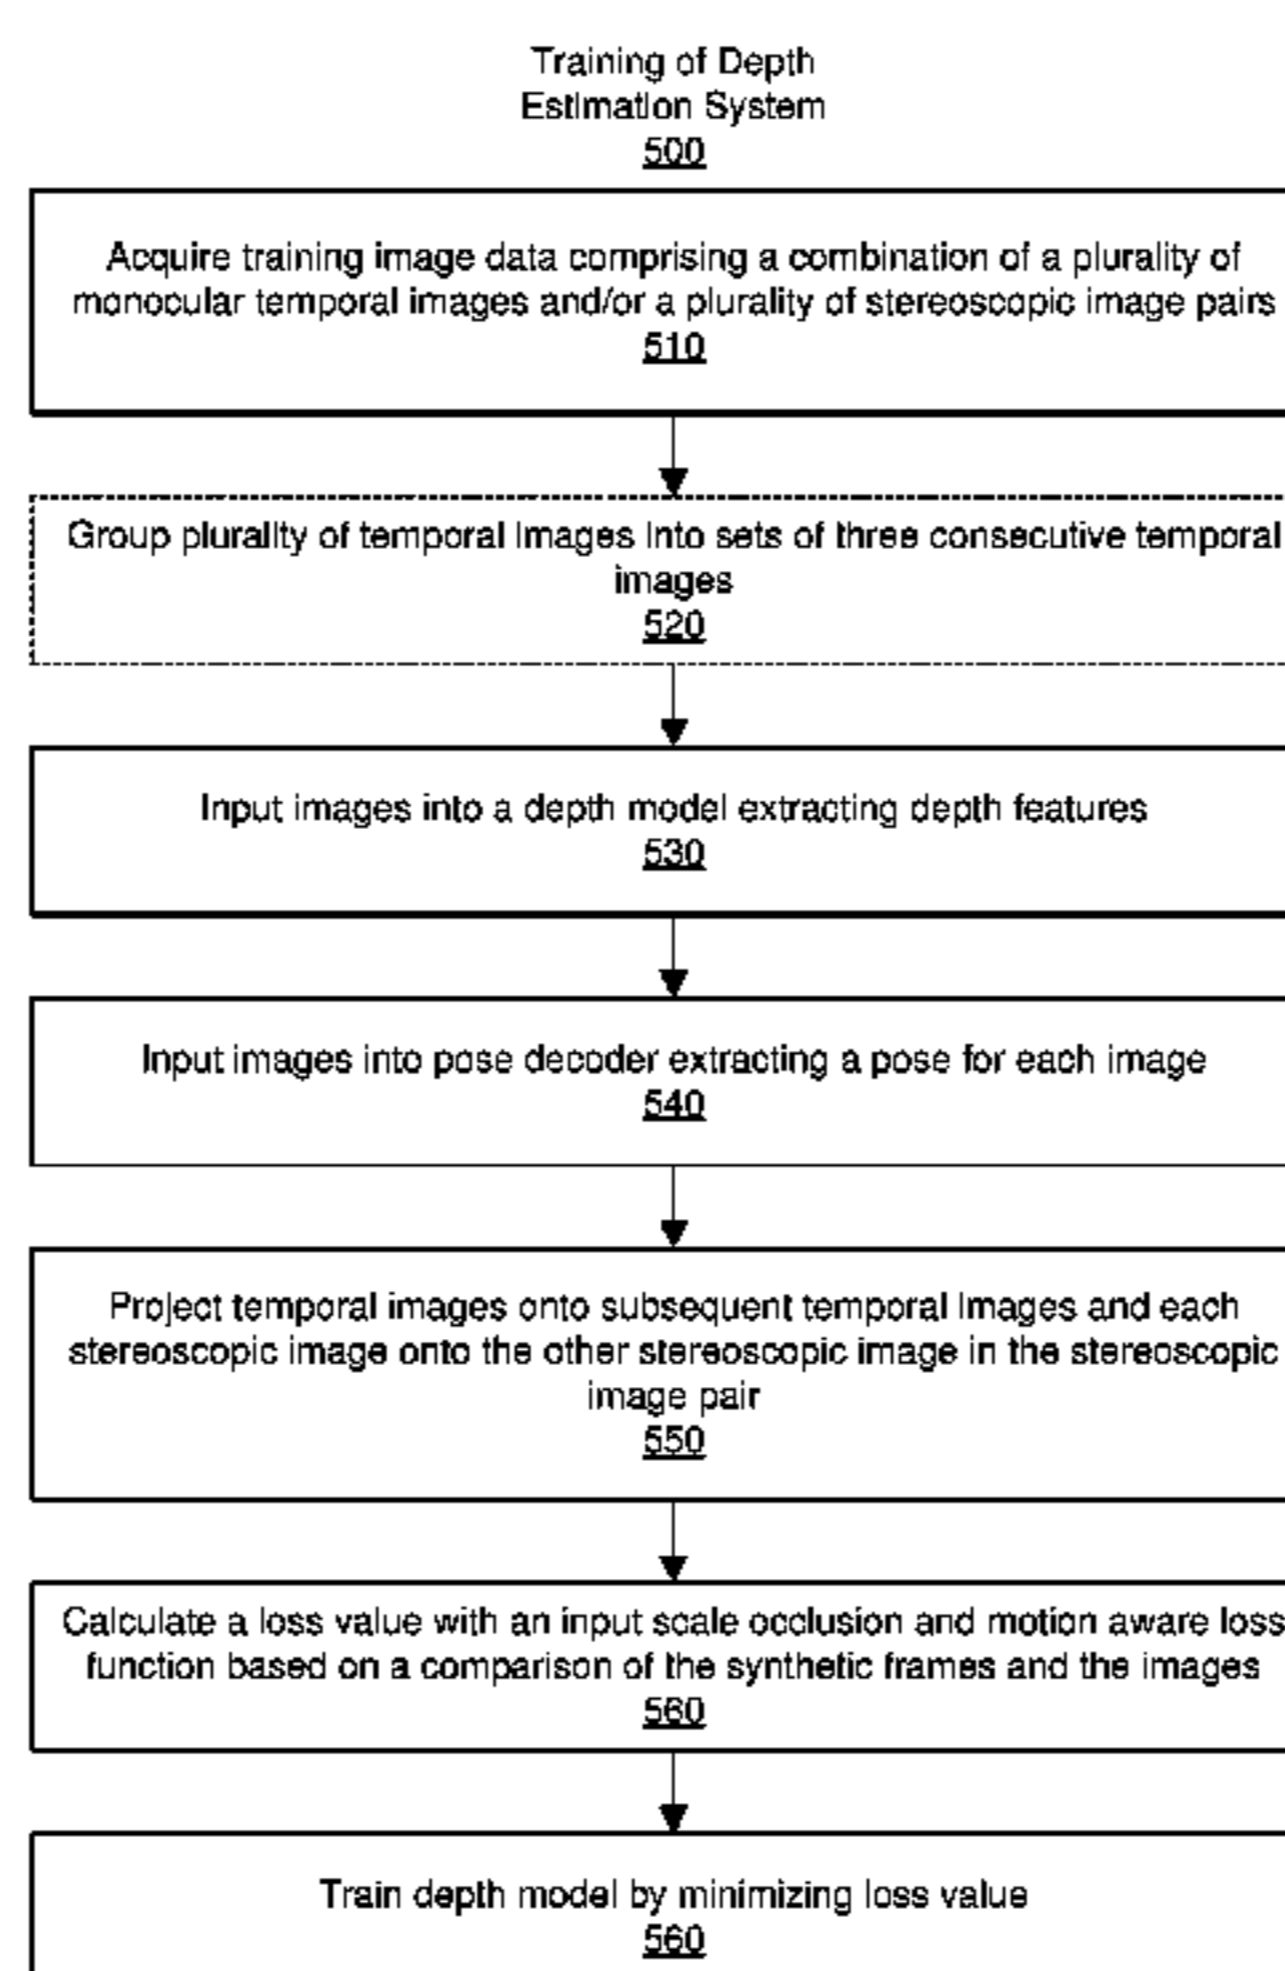 Training of Depth
Estimation System
500
Acquire training image data comprising a combination of a plurality of
monocular temporal images and/or a plurality of stereoscopic image pairs
510
Group plurality of temporal images into sets of three consecutive temporal
images
520
Input images into a depth model extracting depth features
530
Input images into pose decoder extracting a pose for each image
540
Project temporal images onto subsequent temporal images and each
stereoscopic image onto the other stereoscopic image in the stereoscopic
image pair
550
Calculate a loss value with an input scale occlusion and motion aware loss
function based on a comparison of the synthetic frames and the images
560
Train depth model by minimizing loss value
560